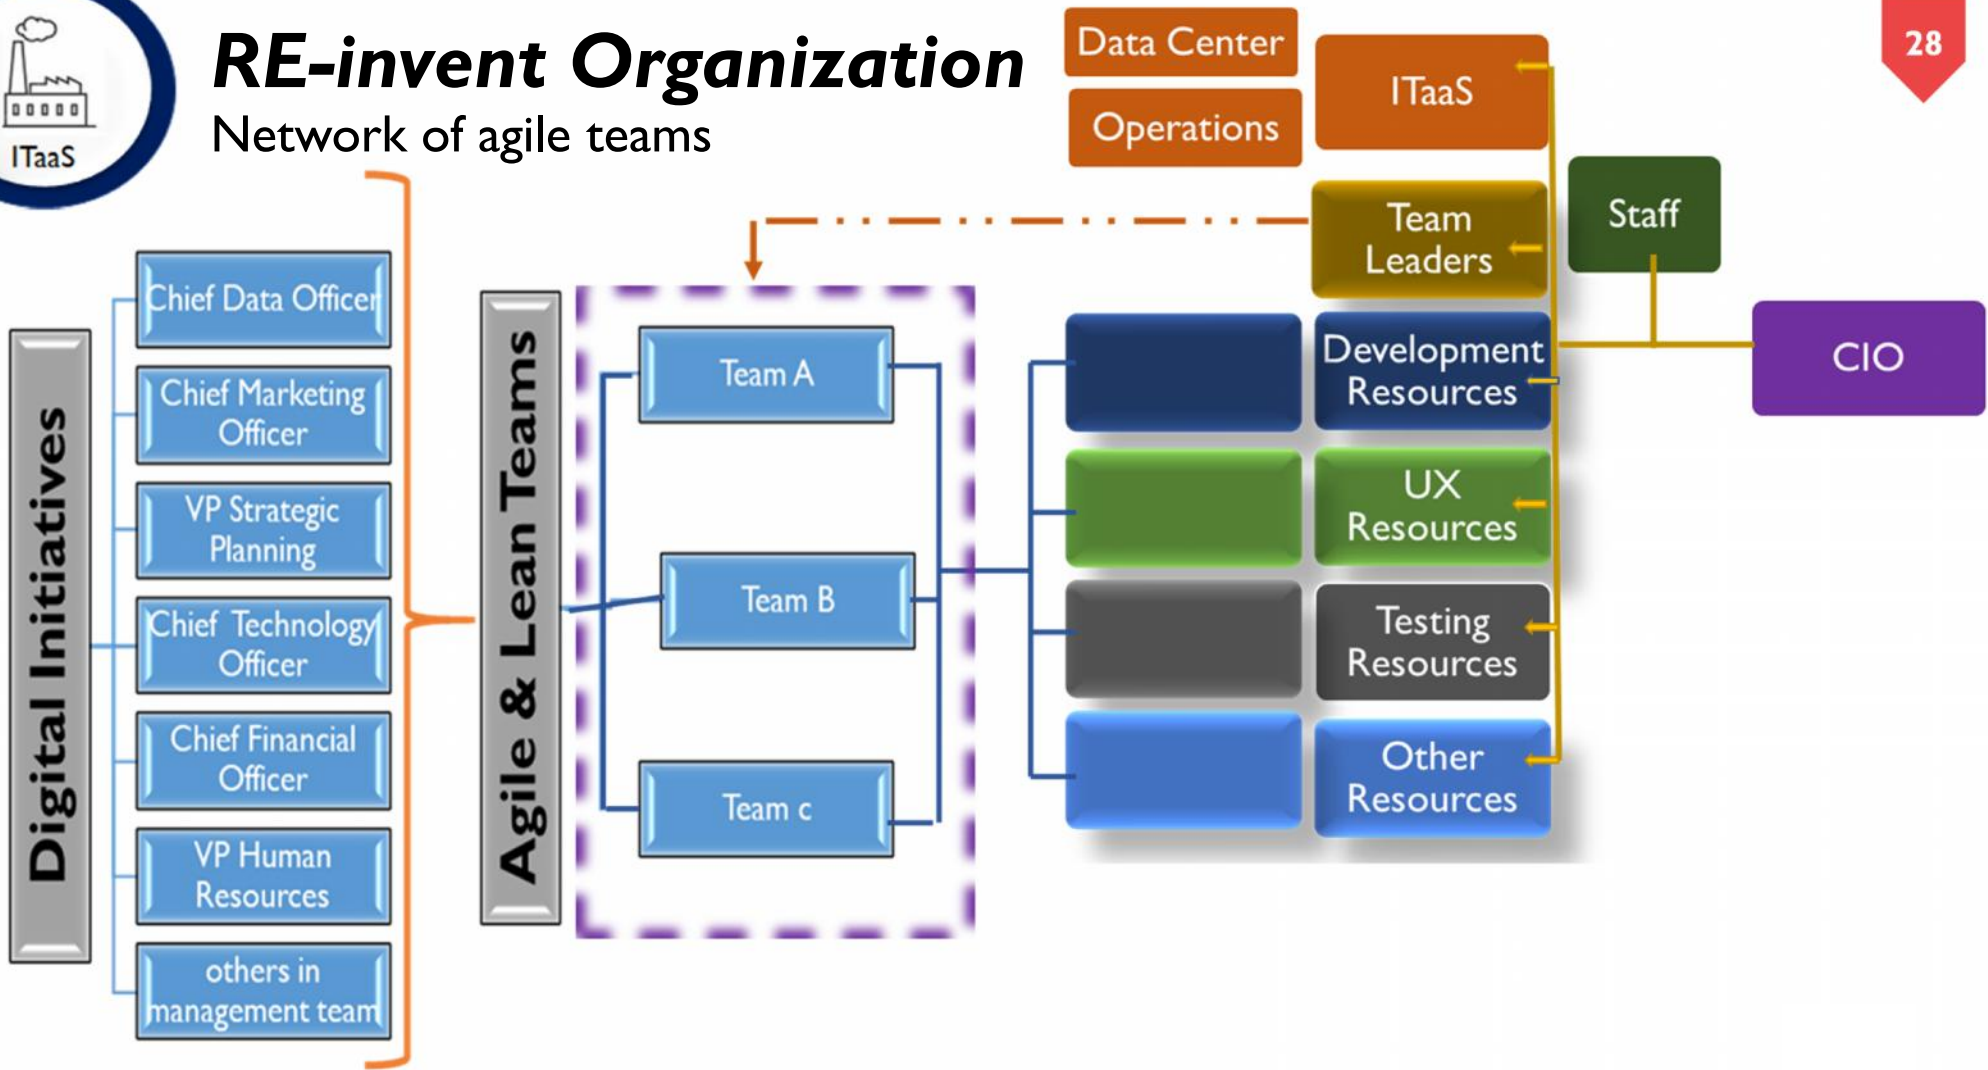 RE-invent Organization
Network of agile teams
28
ITaaS
Digital Initiatives
Chief Data Officer
Chief Marketing
Officer
VP Strategic
Planning
Chief Technology
Officer
Chief Financial
Officer
VP Human
Resources
others in
management team
Agile & Lean Teams
Team A
Team B
Team c
Data Center
Operations
ITaaS
Team
Leaders
Development
Resources
UX
Resources
Testing
Resources
Other
Resources
Staff
CIO